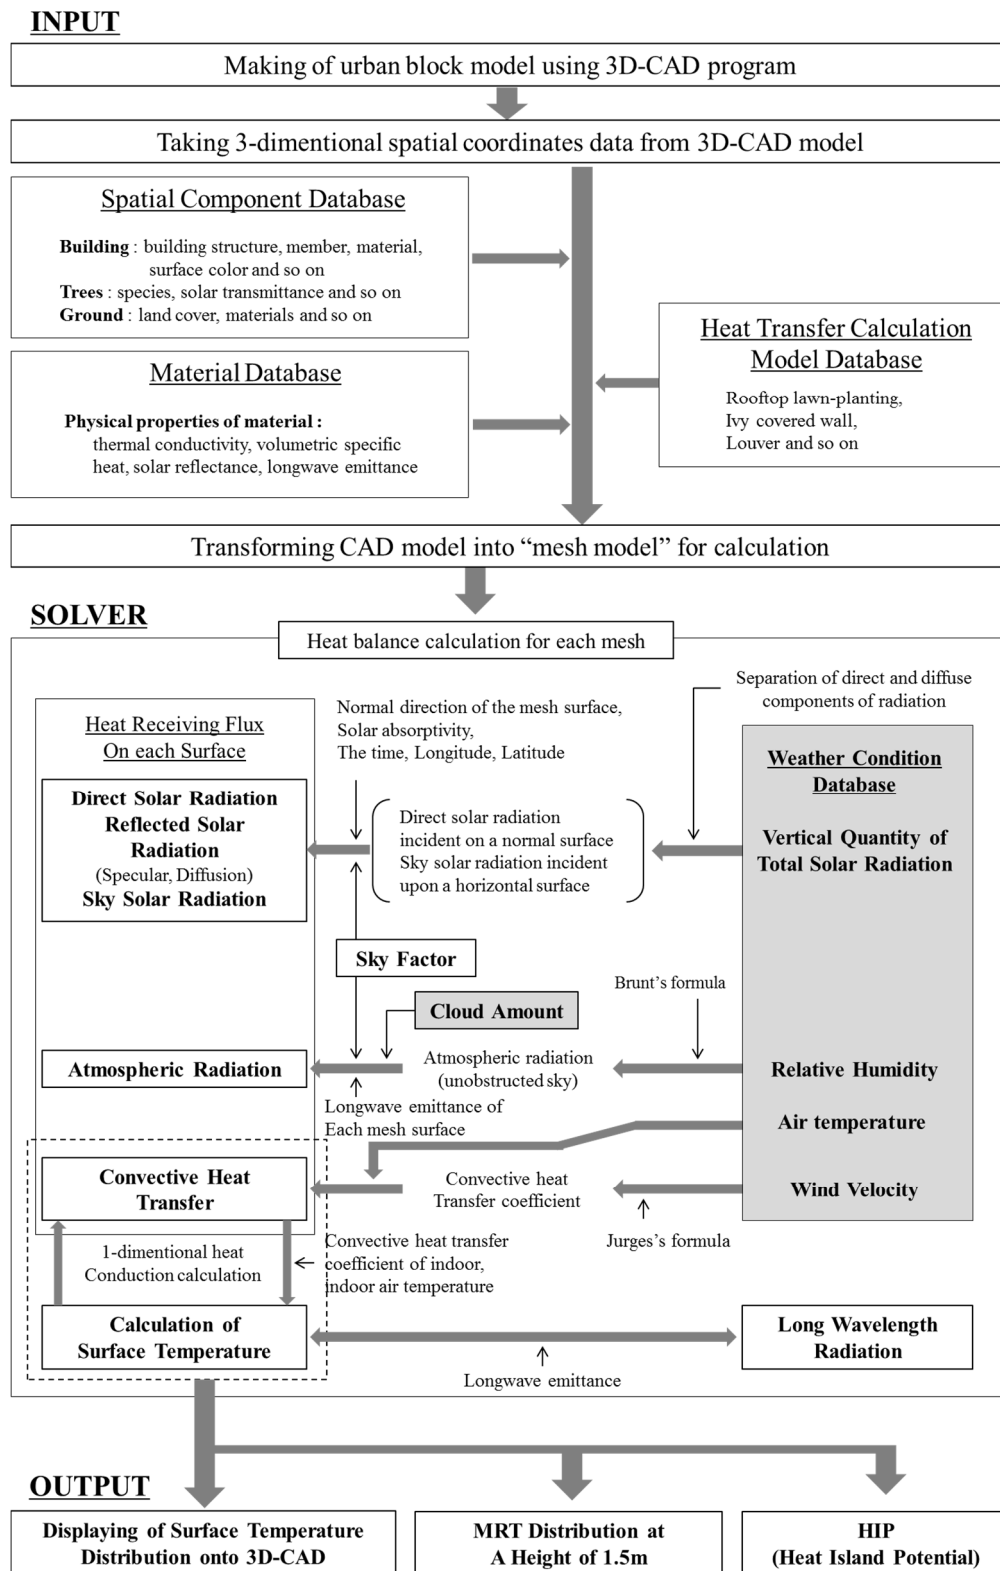 INPUT
Making of urban block model using 3D-CAD program
Taking 3-dimentional spatial coordinates data from 3D-CAD model
Spatial Component Database
Building : building structure, member, material,
surface color and so on
Trees : species, solar transmittance and so on
Ground : land cover, materials and so on
Heat Transfer Calculation
Model Database
Rooftop lawn-planting,
Ivy covered wall,
Louver and so on
Material Database
Physical properties of material :
thermal conductivity, volumetric specific
heat, solar reflectance, longwave emittance
Transforming CAD model into “mesh model” for calculation
SOLVER
Heat balance calculation for each mesh
Separation of direct and diffuse
components of radiation
Normal direction of the mesh surface,
Solar absorptivity,
The time, Longitude, Latitude
Heat Receiving Flux
On each Surface
Weather Condition
Database
Direct Solar Radiation
Reflected Solar
Radiation
(Specular, Diffusion)
Sky Solar Radiation
Direct solar radiation
incident on a normal surface
Sky solar radiation incident
upon a horizontal surface
Vertical Quantity of
Total Solar Radiation
Sky Factor
Brunt’s formula
Cloud Amount
Atmospheric Radiation
Atmospheric radiation
(unobstructed sky)
Relative Humidity
Longwave emittance of
Each mesh surface
Air temperature
Convective Heat
Transfer
Convective heat
Transfer coefficient
Wind Velocity
Jurges’s formula
1-dimentional heat
Conduction calculation
Convective heat transfer
coefficient of indoor,
indoor air temperature
Calculation of
Surface Temperature
Long Wavelength
Radiation
Longwave emittance
OUTPUT
Displaying of Surface Temperature
Distribution onto 3D-CAD
MRT Distribution at
A Height of 1.5m
HIP
(Heat Island Potential)